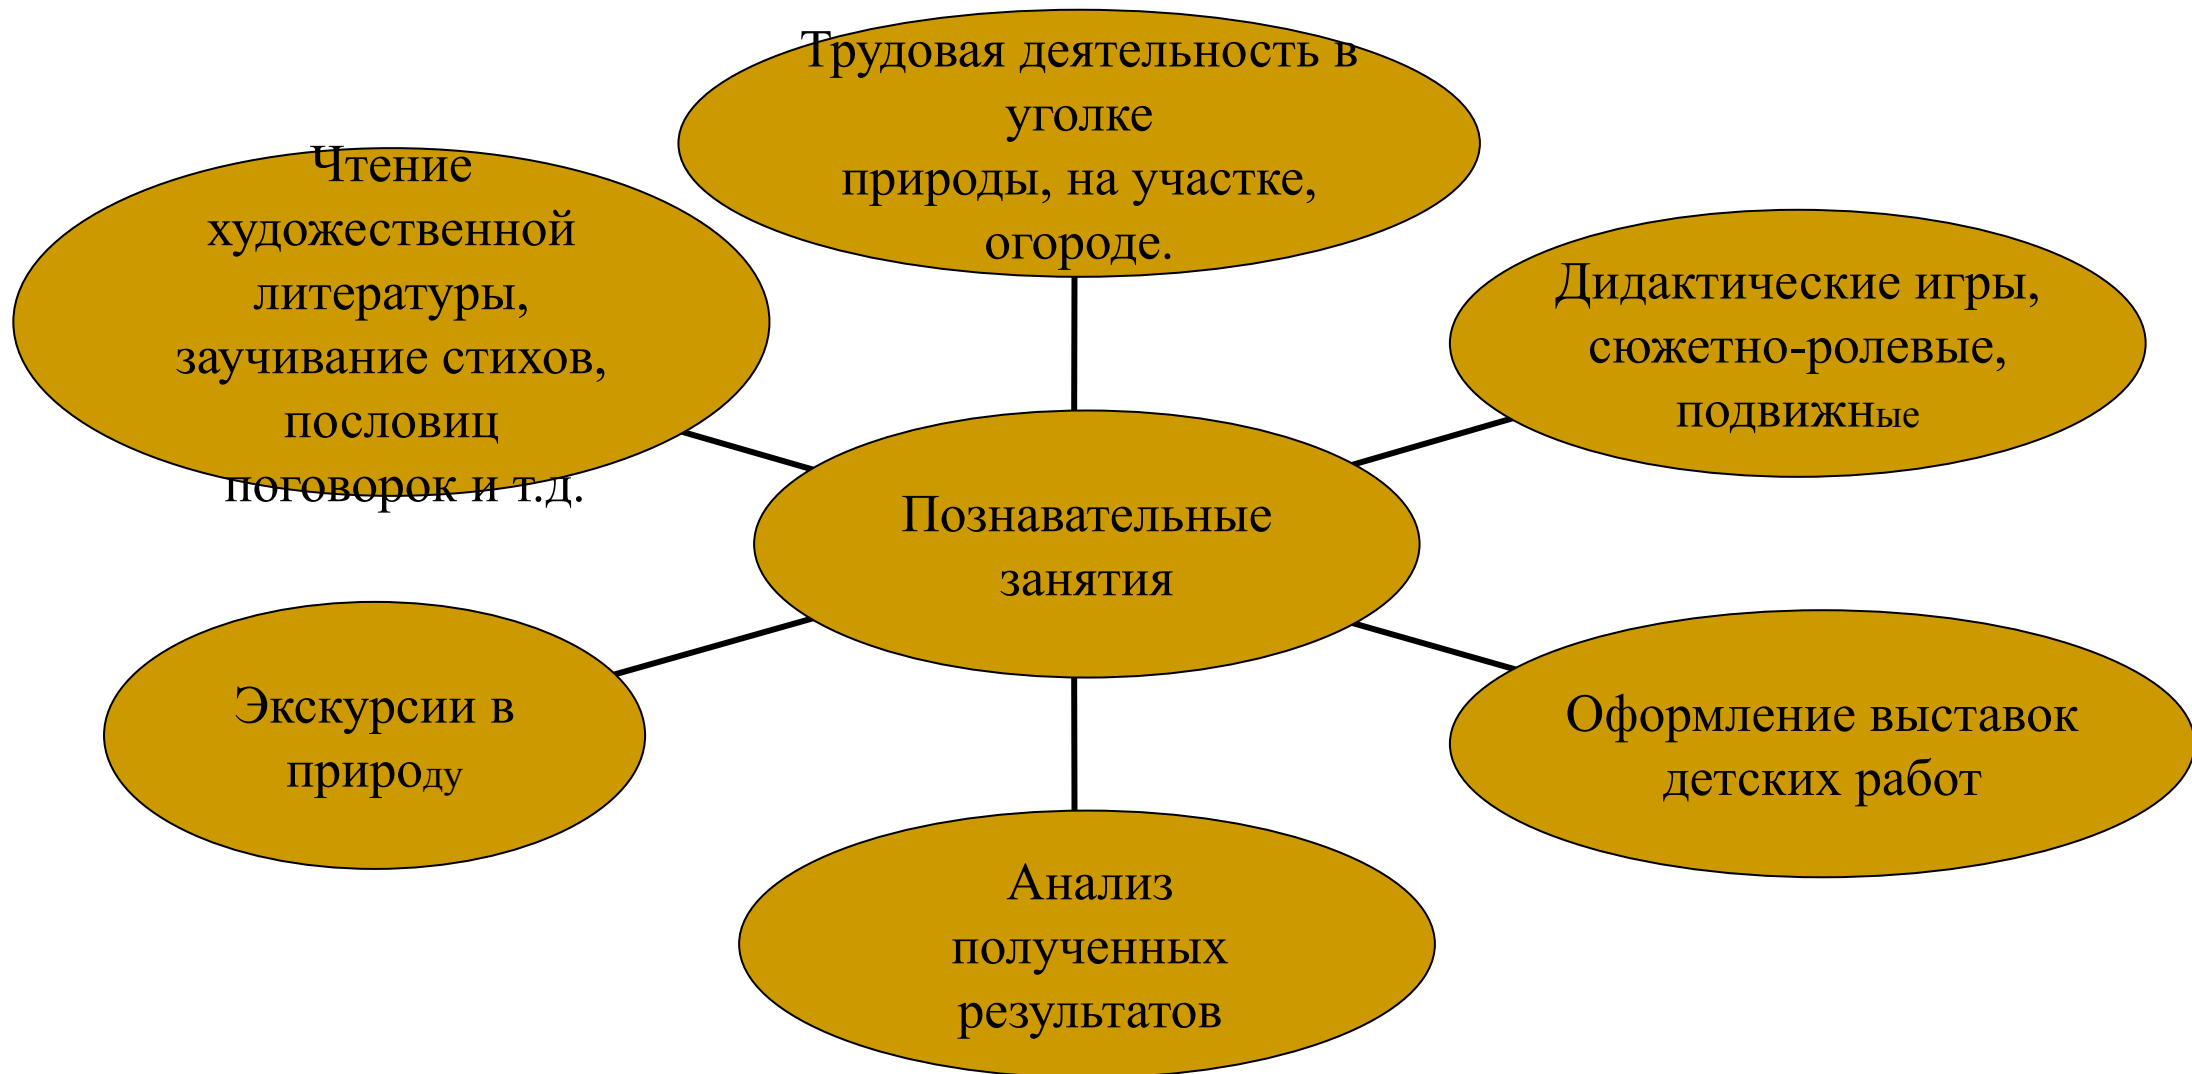 Трудовая деятельность в
уголке
природы, на участке,
огороде.
Чтение
художественной
литературы,
заучивание стихов,
пословиц
поговорок и т.д.
Дидактические игры,
сюжетно-ролевые,
подвижные
Познавательные
занятия
Экскурсии в
природу
Оформление выставок
детских работ
Анализ
полученных
результатов